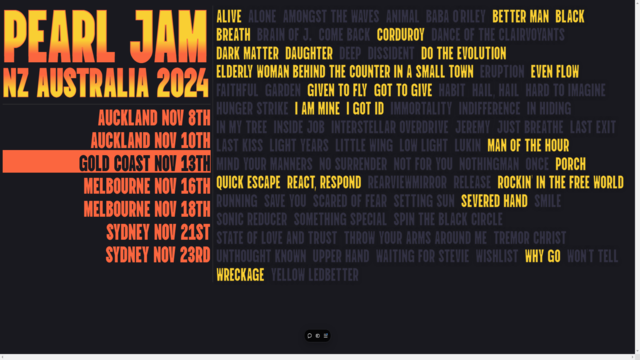 PEARL JAM
NZ AUSTRALIA 2024
AUCKLAND NOV 8TH
AUCKLAND NOV 10TH
GOLD COAST NOV 13TH
MELBOURNE NOV 16TH
MELBOURNE NOV 18TH
SYDNEY NOV 21ST
SYDNEY NOV 23RD
ALIVE ALONE AMONGST THE WAVES ANIMAL BABA O'RILEY BETTER MAN BLACK
BREATH BRAIN OF J. COME BACK CORDUROY DANCE OF THE CLAIRVOYANTS
DARK MATTER DAUGHTER DEEP DISSIDENT DO THE EVOLUTION
ELDERLY WOMAN BEHIND THE COUNTER IN A SMALL TOWN ERUPTION EVEN FLOW
FAITHFULL GARDEN GIVEN TO FLY GOT TO GIVE HABIT HAIL, HAIL HARD TO IMAGINE
HUNGER STRIKE I AM MINE I GOT ID IMMORTALITY INDIFFERENCE IN HIDING
IN MY TREE INSIDE JOB INTERSTELLAR OVERDRIVE JEREMY JUST BREATHE LAST EXIT
LAST KISS LIGHT YEARS LITTLE WING LOW LIGHT LUKIN MAN OF THE HOUR
MIND YOUR MANNERS NO SURRENDER NOT FOR YOU NOTHINGMAN ONCE PORCH
QUICK ESCAPE REACT, RESPOND REARVIEWMIRROR RELEASE ROCKIN' IN THE FREE WORLD
RUNNING SAVE YOU SCARED OF FEAR SETTING SUN SEVERED HAND SMILE
SONIC REDUCER SOMETHING SPECIAL SPIN THE BLACK CIRCLE
STATE OF LOVE AND TRUST THROW YOUR ARMS AROUND ME TREMOR CHRIST
UNTHOUGHT KNOWN UPPER HAND WAITING FOR STEVIE WISHLIST WHY GO WON'T TELL
WRECKAGE YELLOW LEDBETTER